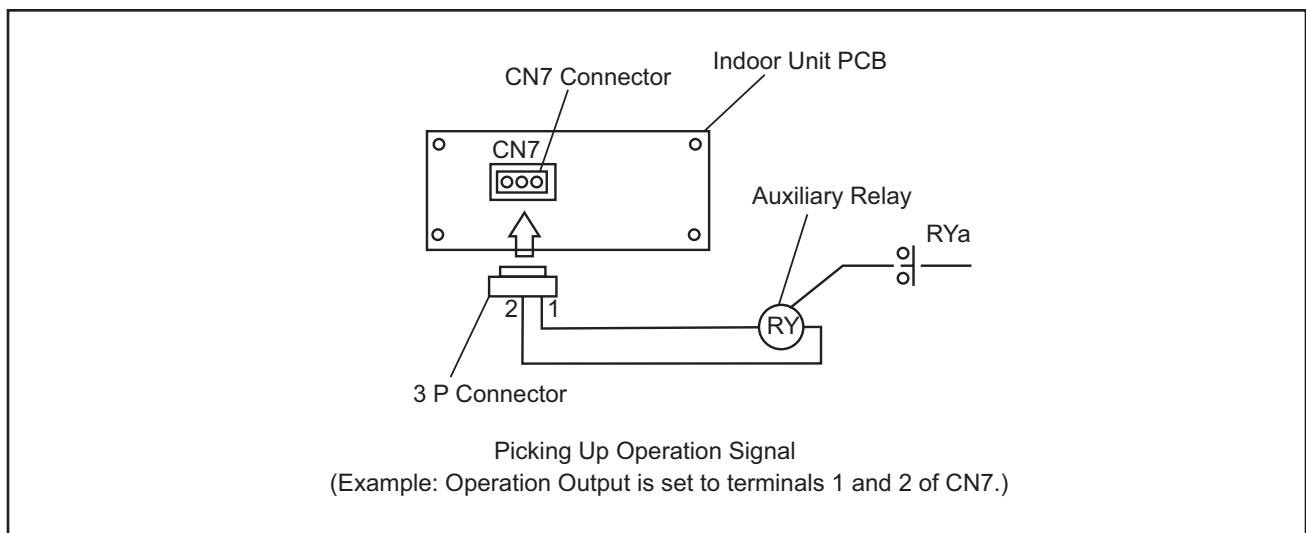 Indoor Unit PCB
CN7 Connector
CN7
Auxiliary Relay
RYa
2 1
RY
3 P Connector
Picking Up Operation Signal
(Example: Operation Output is set to terminals 1 and 2 of CN7.)